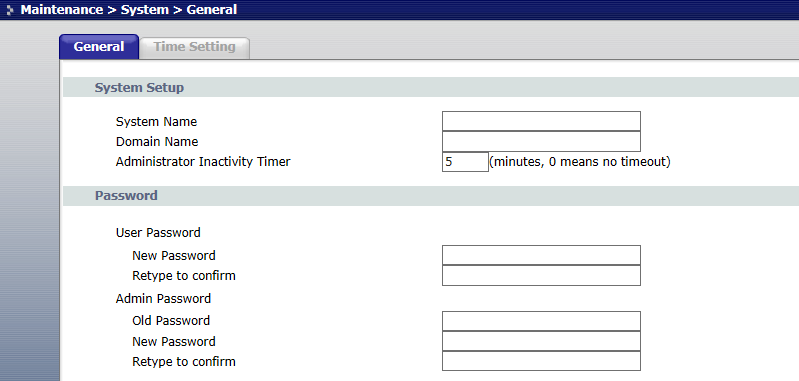 Maintenance > System > General
General Time Setting
System Setup
System Name
Domain Name
Administrator Inactivity Timer 5 (minutes, 0 means no timeout)
Password
User Password
New Password
Retype to confirm
Admin Password
Old Password
New Password
Retype to confirm